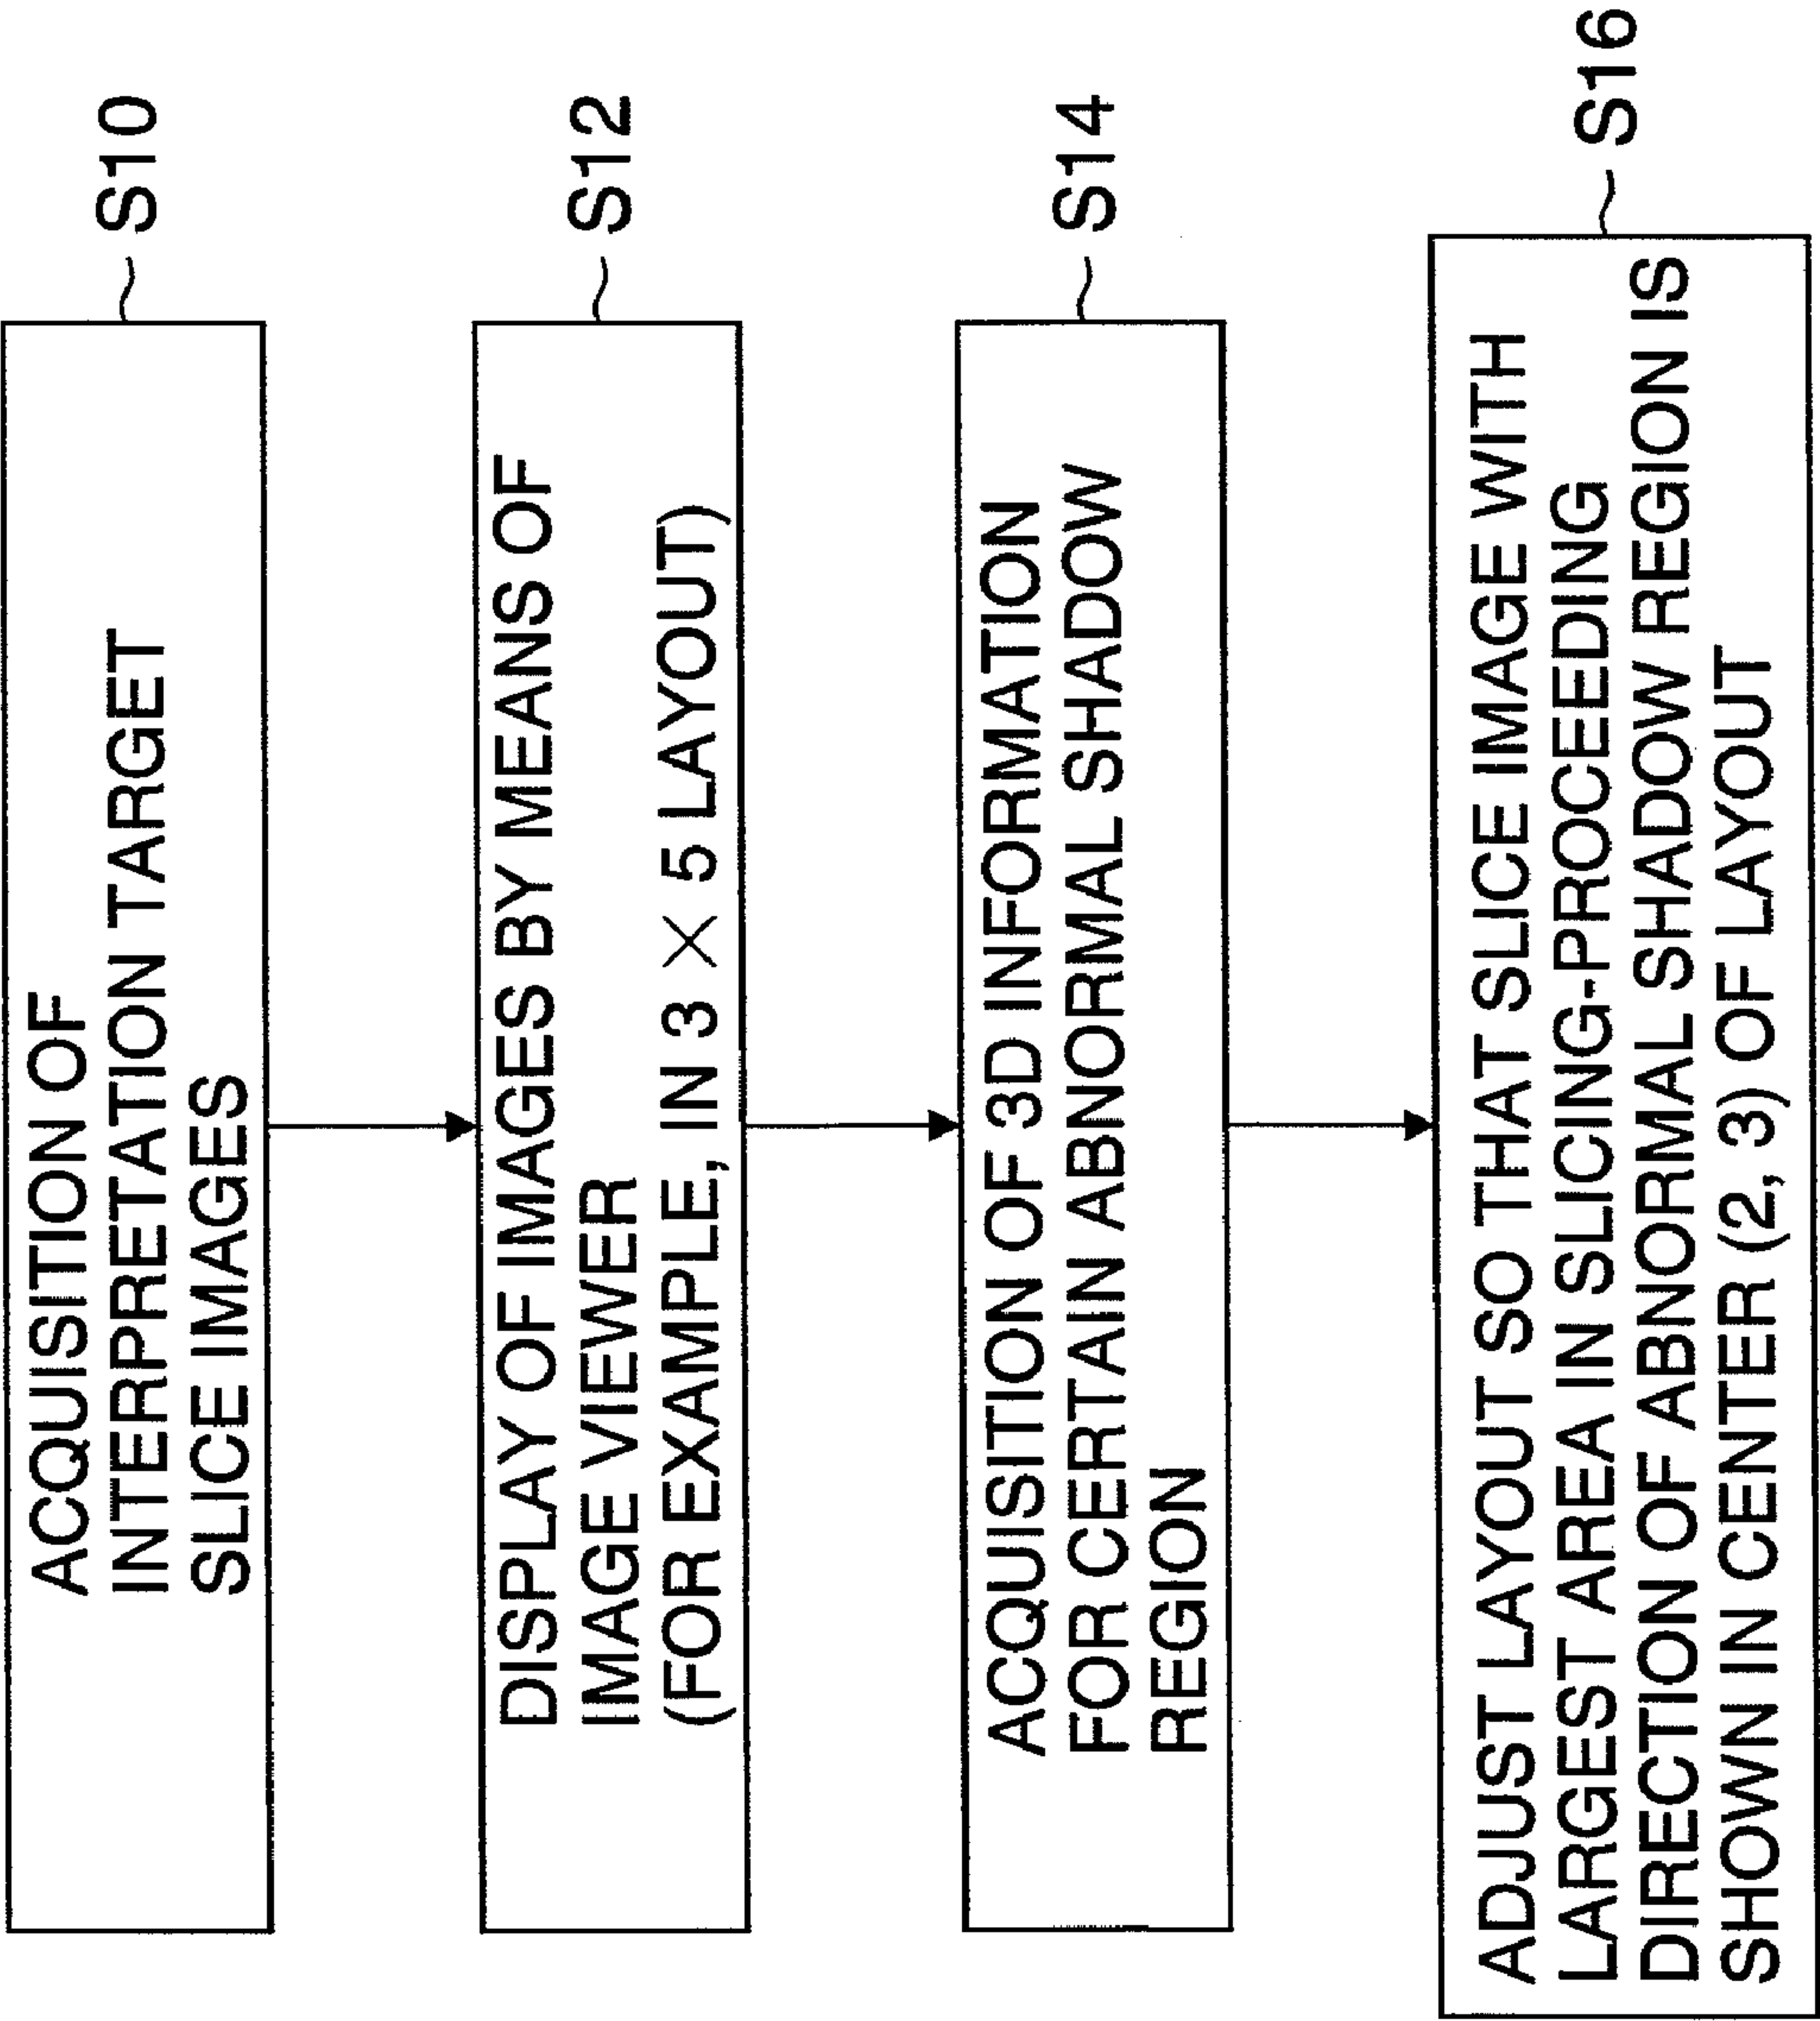 ACQUISITION OF
INTERPRETATION TARGET
SLICE IMAGES
S10
DISPLAY OF IMAGES BY MEANS OF
IMAGE VIEWER
(FOR EXAMPLE, IN 3 × 5 LAYOUT)
S12
ACQUISITION OF 3D INFORMATION
FOR CERTAIN ABNORMAL SHADOW
REGION
S14
ADJUST LAYOUT SO THAT SLICE IMAGE WITH
LARGEST AREA IN SLICING-PROCEEDING
DIRECTION OF ABNORMAL SHADOW REGION IS
SHOWN IN CENTER (2, 3) OF LAYOUT
S16